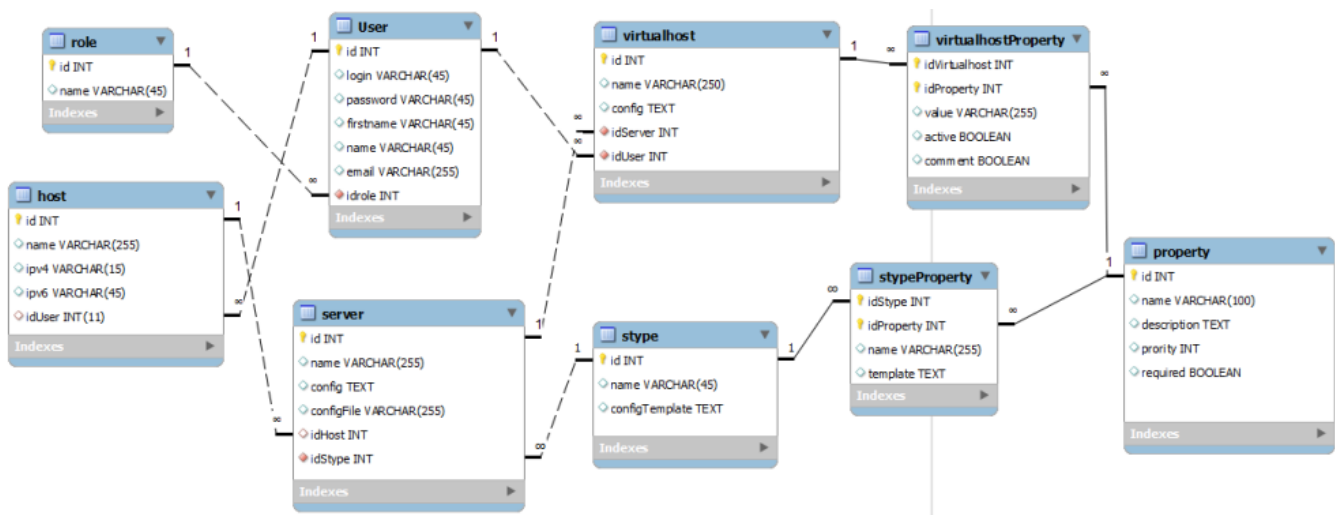 role
id INT
name VARCHAR(45)
Indexes
1
∞
User
id INT
login VARCHAR(45)
password VARCHAR(45)
firstname VARCHAR(45)
name VARCHAR(45)
email VARCHAR(255)
idrole INT
Indexes
1
1
virtualhost
id INT
name VARCHAR(250)
config TEXT
idServer INT
idUser INT
Indexes
∞
∞
1
∞
virtualhostProperty
idVirtualhost INT
idProperty INT
value VARCHAR(255)
active BOOLEAN
comment BOOLEAN
Indexes
∞
host
id INT
name VARCHAR(255)
ipv4 VARCHAR(15)
ipv6 VARCHAR(45)
idUser INT(11)
Indexes
1
∞
server
id INT
name VARCHAR(255)
config TEXT
configFile VARCHAR(255)
idHost INT
idStype INT
Indexes
∞
1
∞
1
stype
id INT
name VARCHAR(45)
configTemplate TEXT
Indexes
1
∞
stypeProperty
idStype INT
idProperty INT
name VARCHAR(255)
template TEXT
Indexes
∞
1
property
id INT
name VARCHAR(100)
description TEXT
prority INT
required BOOLEAN
Indexes